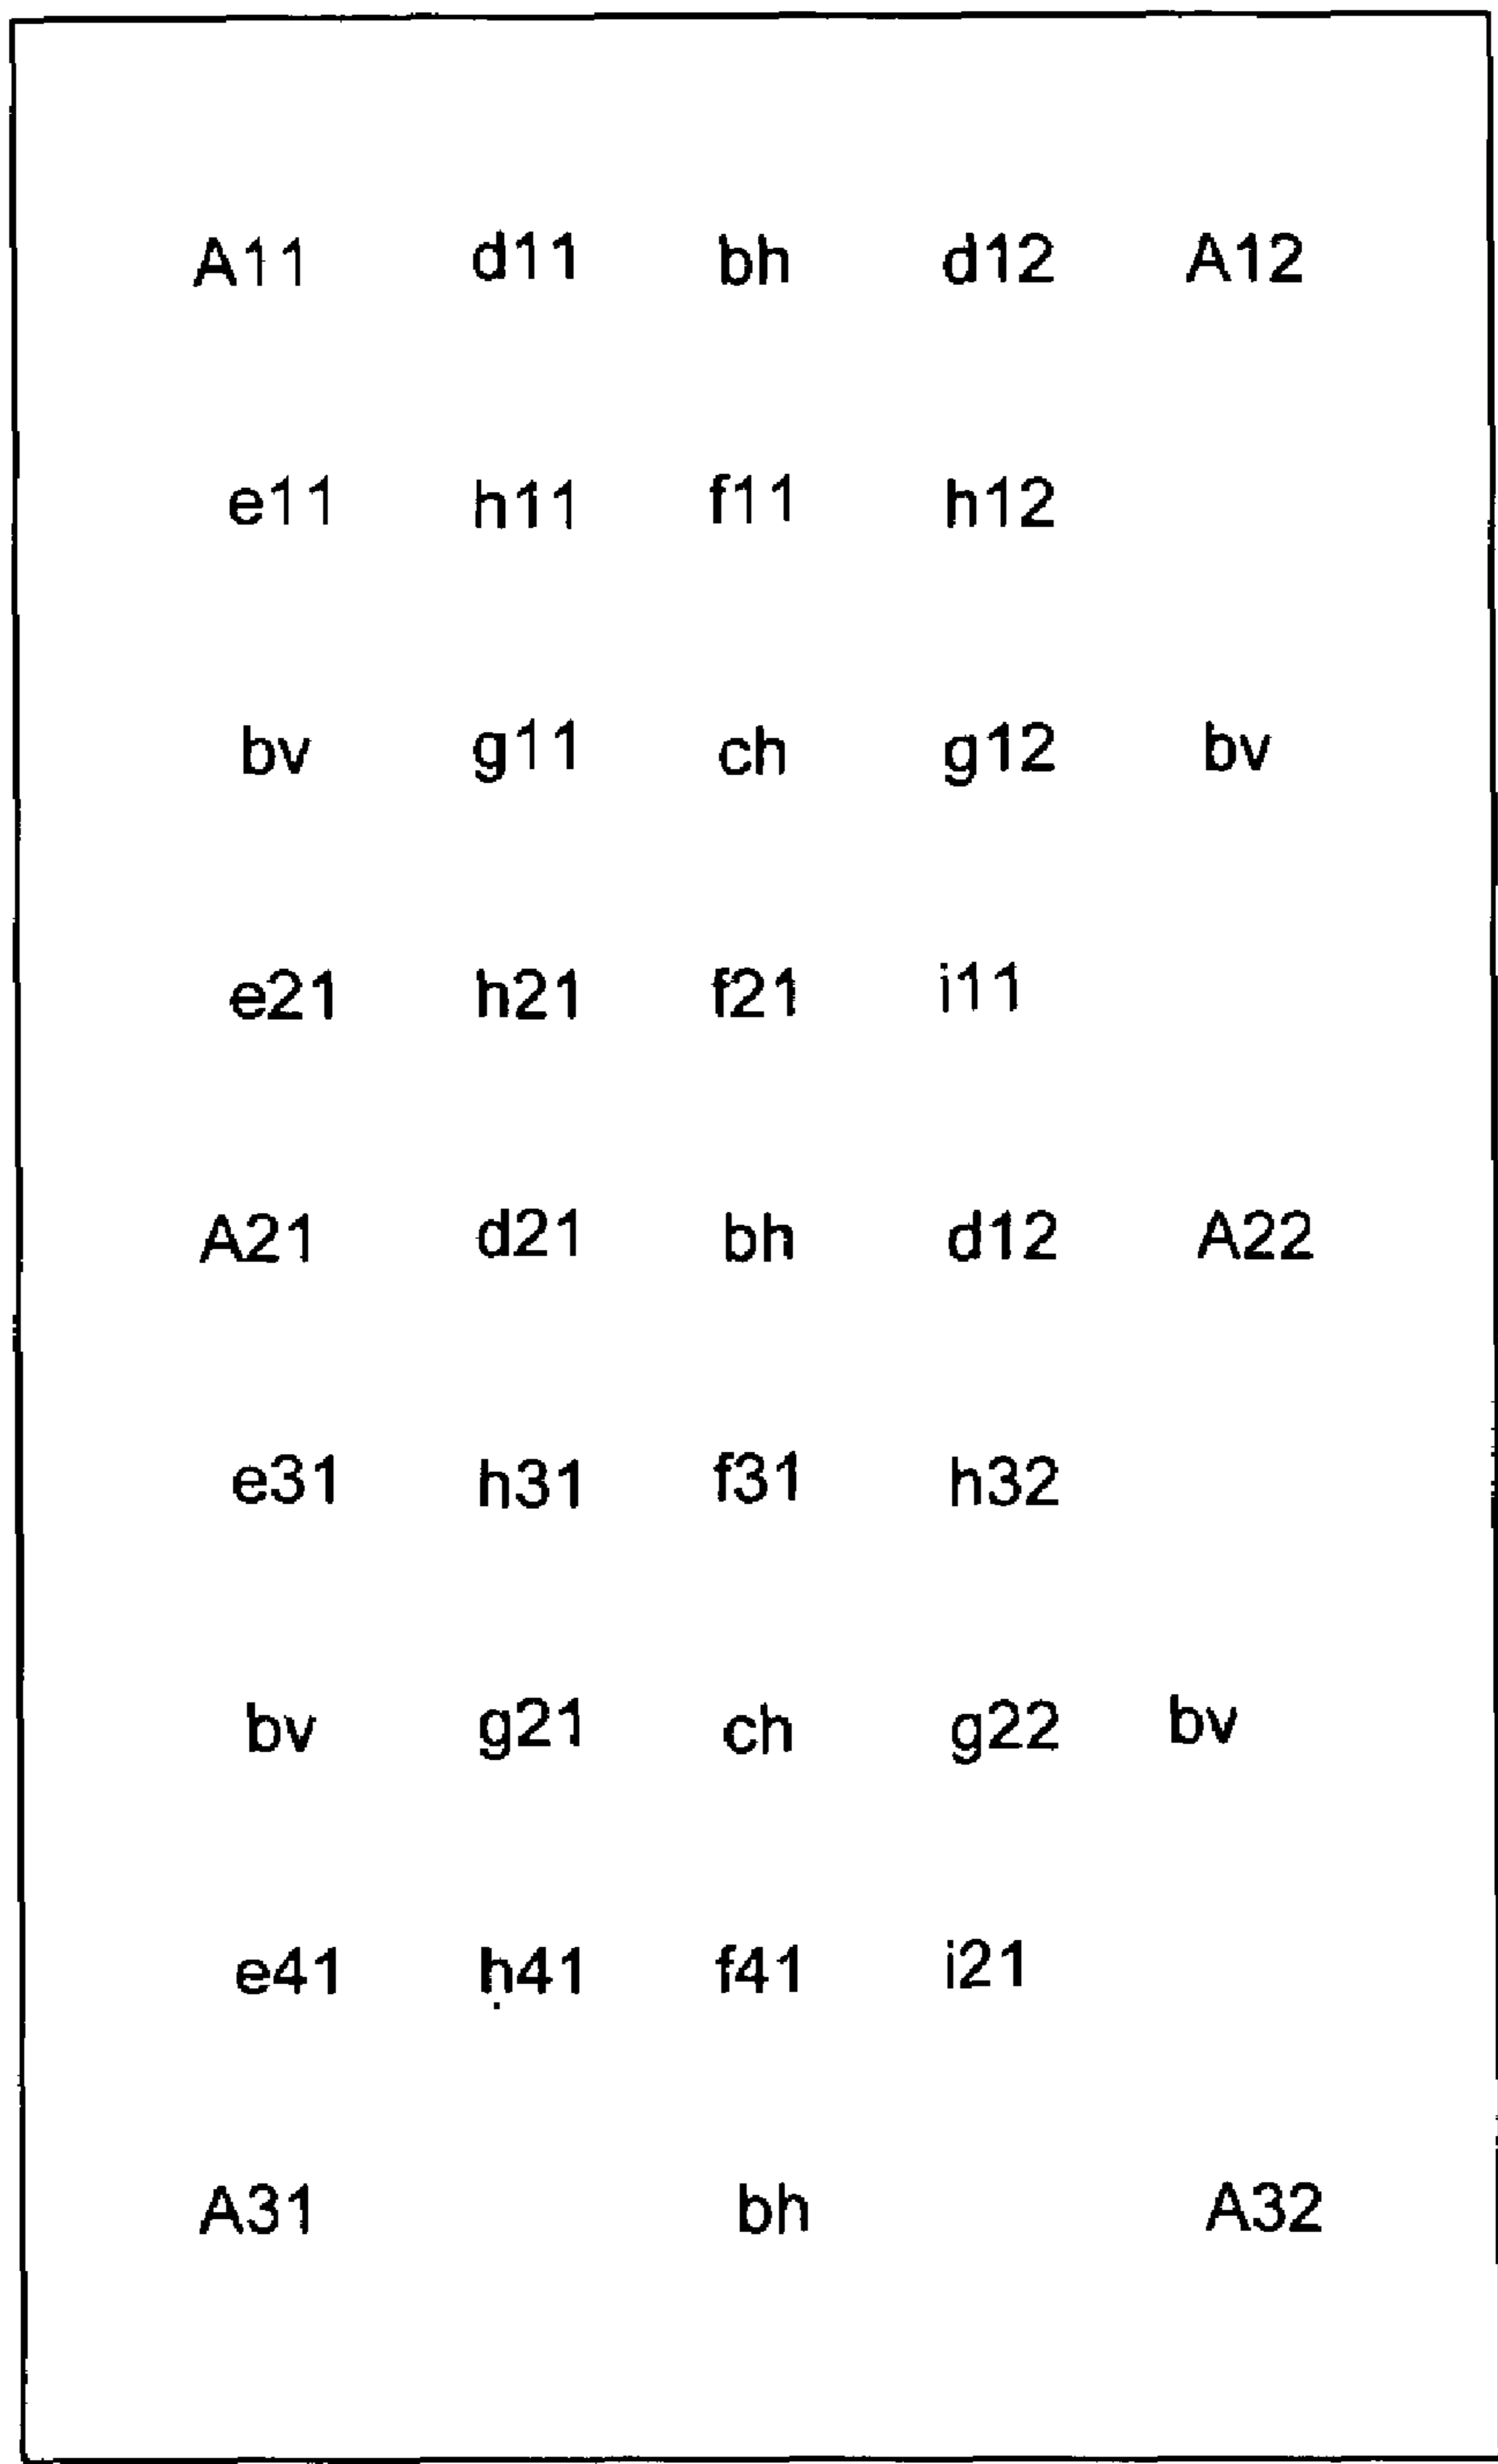 A11 d11 bh d12 A12
e11 h11 f11 h12
bv g11 ch g12 bv
e21 h21 f21 i11
A21 d21 bh d12 A22
e31 h31 f31 h32
bv g21 ch g22 bv
e41 h41 f41 i21
A31 bh A32